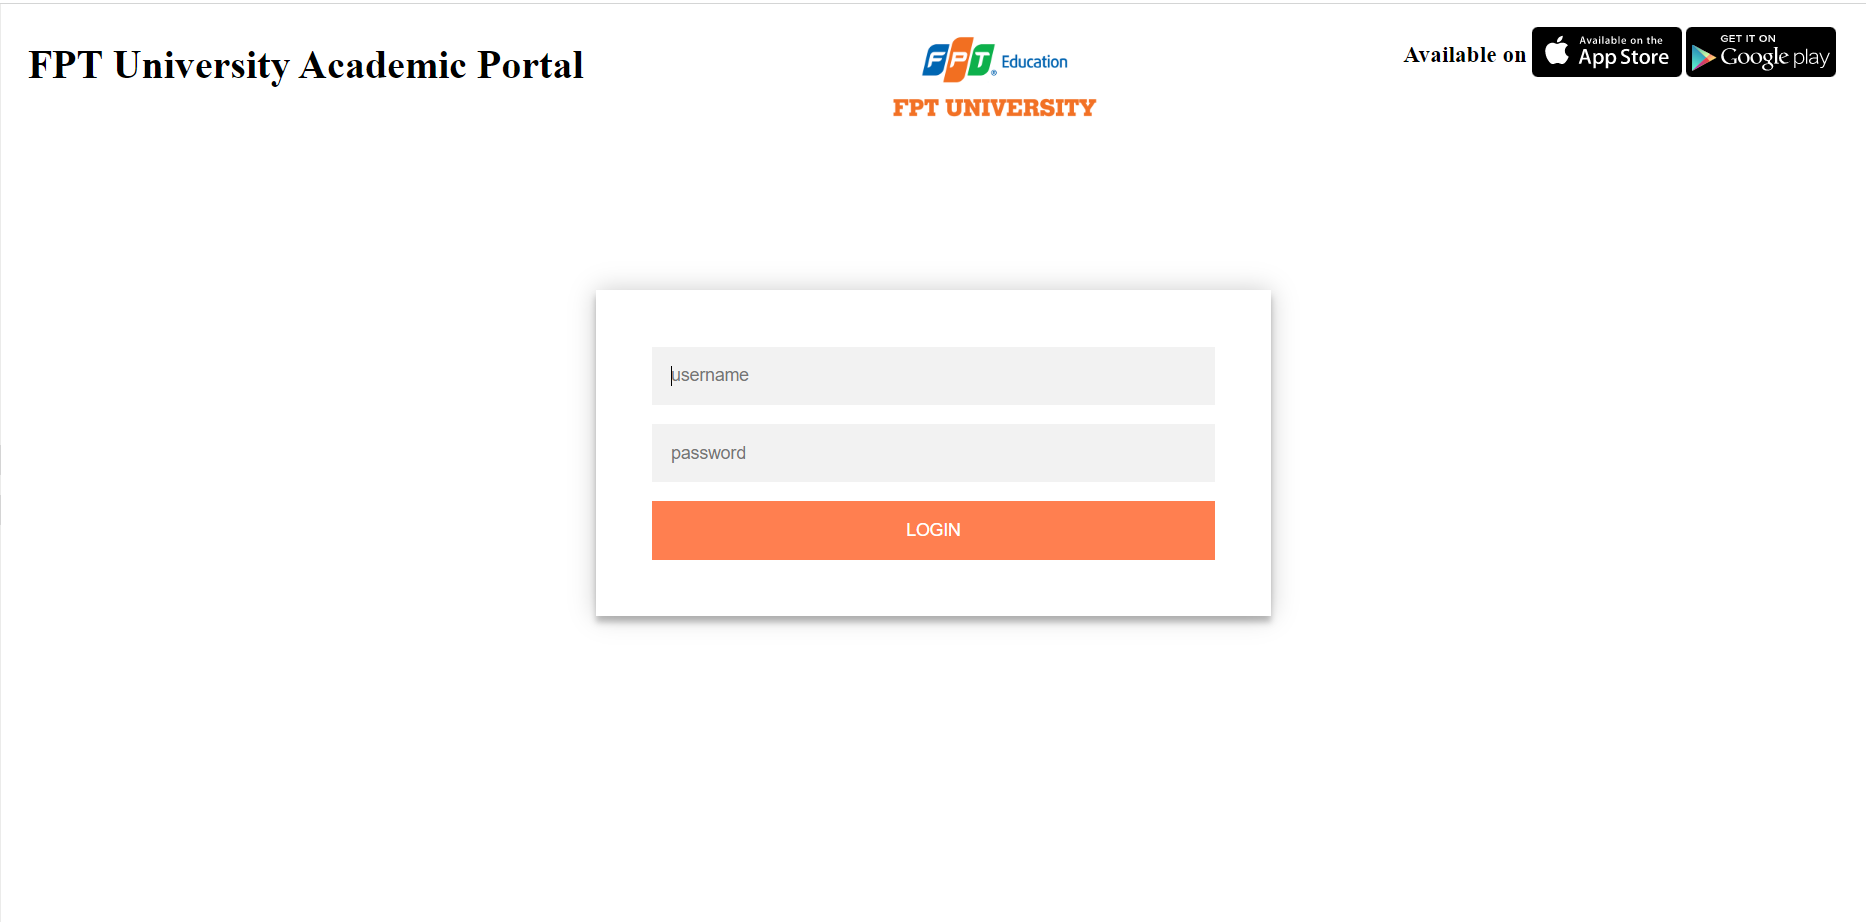 FPT University Academic Portal
FPT Education
FPT UNIVERSITY
Available on
Available on the
App Store
GET IT ON
Google play
username
password
LOGIN